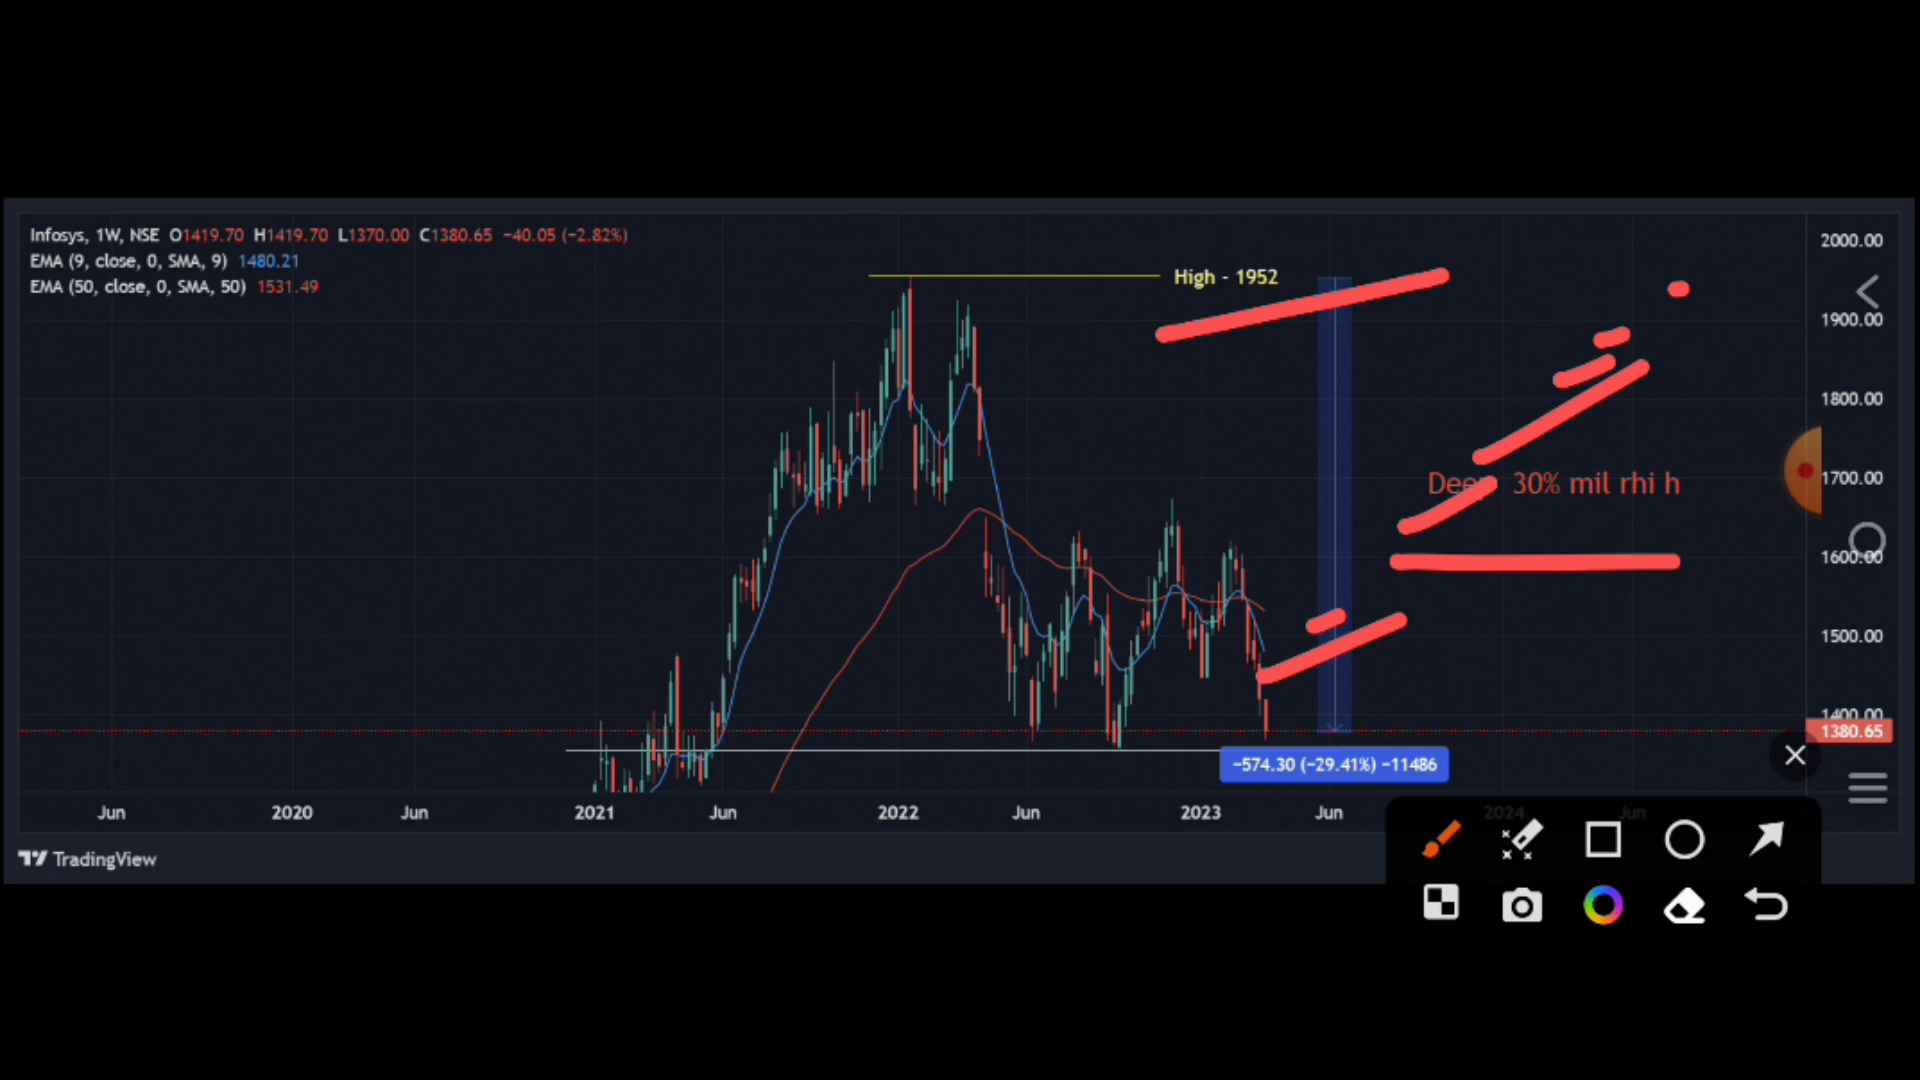 Infosys, 1W, NSE O1419.70 H1419.70 L1370.00 C1380.65 −40.05 (−2.82%)
EMA (9, close, 0, SMA, 9) 1480.21
EMA (50, close, 0, SMA, 50) 1531.49
High - 1952
30% mil rhi h
2000.00
1900.00
1800.00
1700.00
1600.00
1500.00
1400.00
1380.65
−574.30 (−29.41%) −11486
Jun 2020 Jun 2021 Jun 2022 Jun 2023 Jun 2024 Jun
TradingView